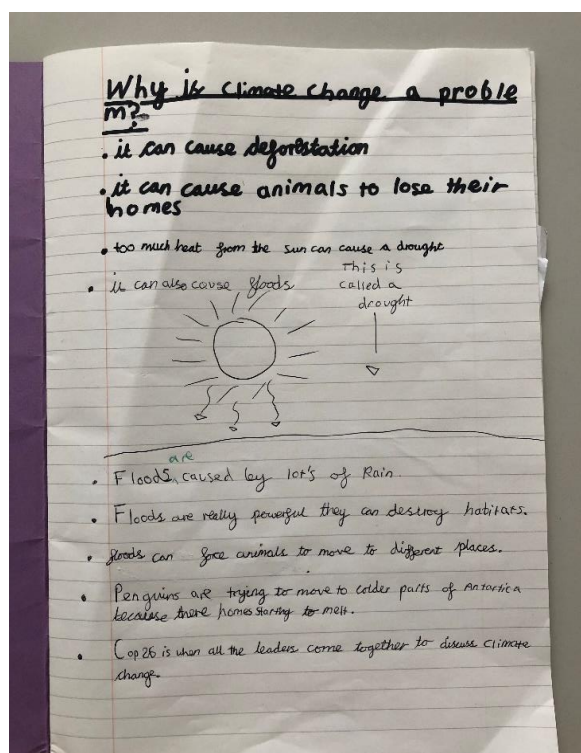 Why is climate change a proble
m?
• it can cause deforestation
• it can cause animals to lose their
homes
• too much heat from the sun can cause a drought
• it can also cause floods
This is
called a
drought
are
• Floods caused by lot's of Rain.
• Floods are really powerful they can destroy habitats.
• floods can force animals to move to different places.
• Penguins are trying to move to colder parts of Antartica
because there homes starting to melt.
• Cop 26 is when all the leaders come together to discuss climate
change.